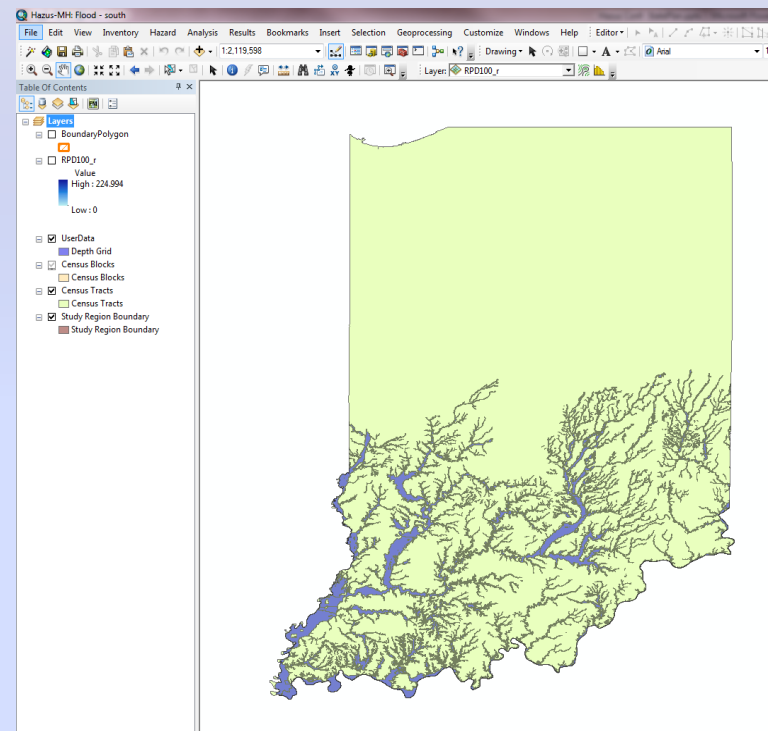 Hazus-MH: Flood - south
File Edit View Inventory Hazard Analysis Results Bookmarks Insert Selection Geoprocessing Customize Windows Help Editor
1:2,119,598 Drawing A Arial
Layer: RPD100_r
Table Of Contents
Layers
BoundaryPolygon
RPD100_r
Value
High : 224.994
Low : 0
UserData
Depth Grid
Census Blocks
Census Blocks
Census Tracts
Census Tracts
Study Region Boundary
Study Region Boundary